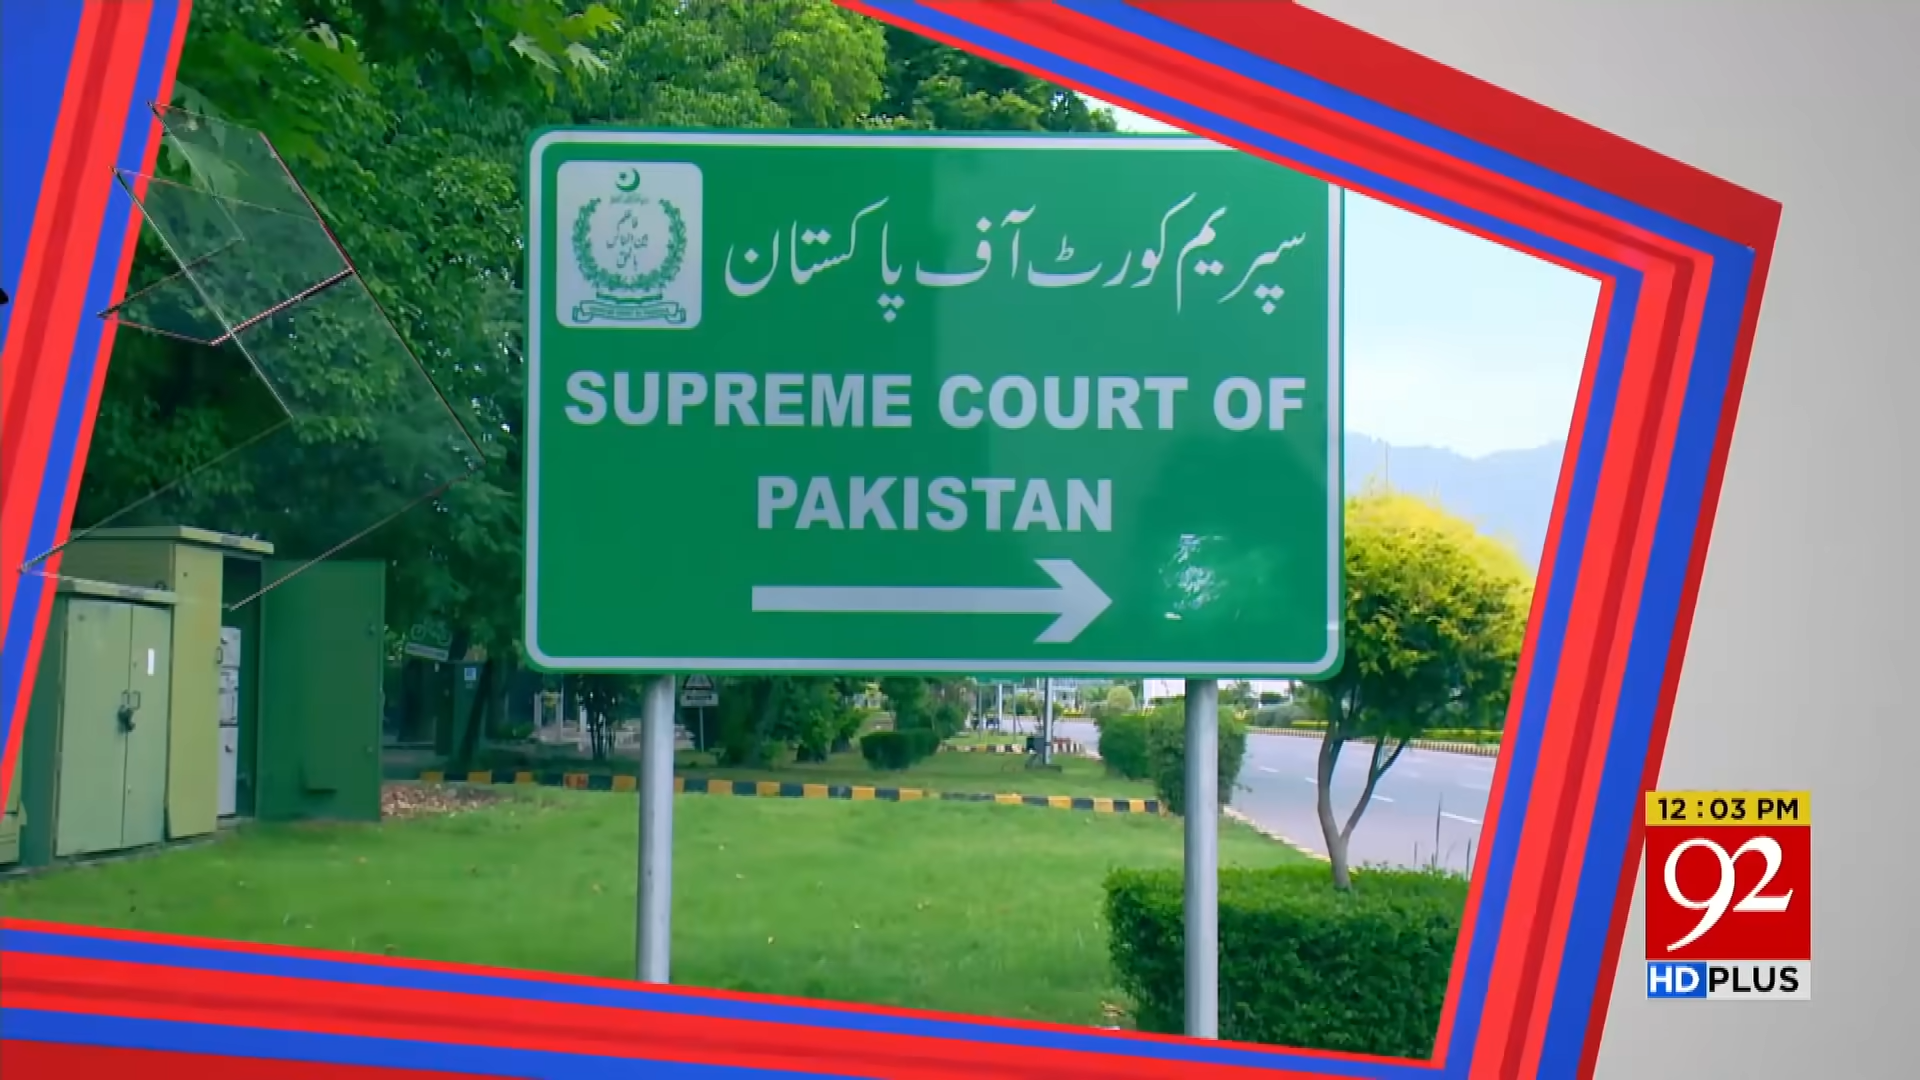 سپریم کورٹ آف پاکستان
SUPREME COURT OF
PAKISTAN
12:03 PM
92
HD PLUS